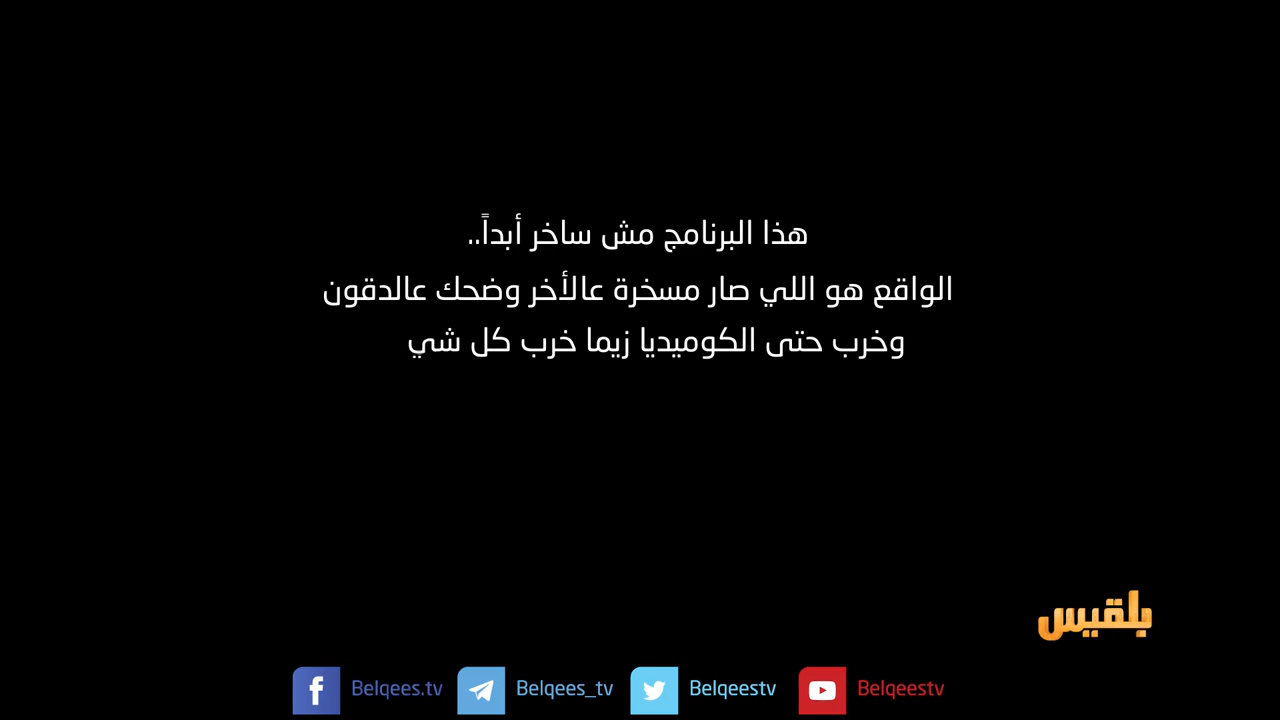 هذا البرنامج مش ساخر أبداً..
الواقع هو اللي صار مسخرة عالأخر وضحك عالدقون
وخرب حتى الكوميديا زيما خرب كل شي
بلقيس
Belqees.tv Belqees_tv Belqeestv Belqeestv